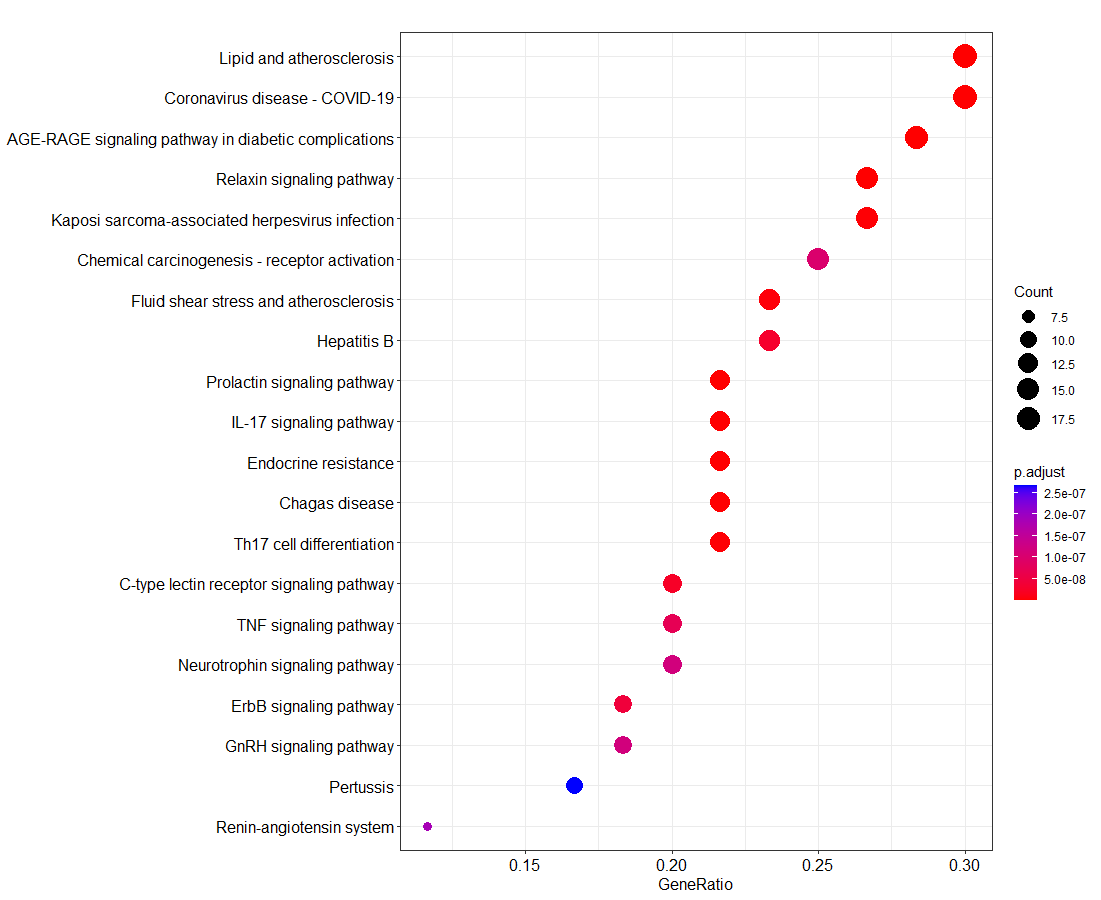 Lipid and atherosclerosis
Coronavirus disease - COVID-19
AGE-RAGE signaling pathway in diabetic complications
Relaxin signaling pathway
Kaposi sarcoma-associated herpesvirus infection
Chemical carcinogenesis - receptor activation
Fluid shear stress and atherosclerosis
Hepatitis B
Prolactin signaling pathway
IL-17 signaling pathway
Endocrine resistance
Chagas disease
Th17 cell differentiation
C-type lectin receptor signaling pathway
TNF signaling pathway
Neurotrophin signaling pathway
ErbB signaling pathway
GnRH signaling pathway
Pertussis
Renin-angiotensin system
0.15 0.20 0.25 0.30
GeneRatio
Count
7.5
10.0
12.5
15.0
17.5
p.adjust
2.5e-07
2.0e-07
1.5e-07
1.0e-07
5.0e-08